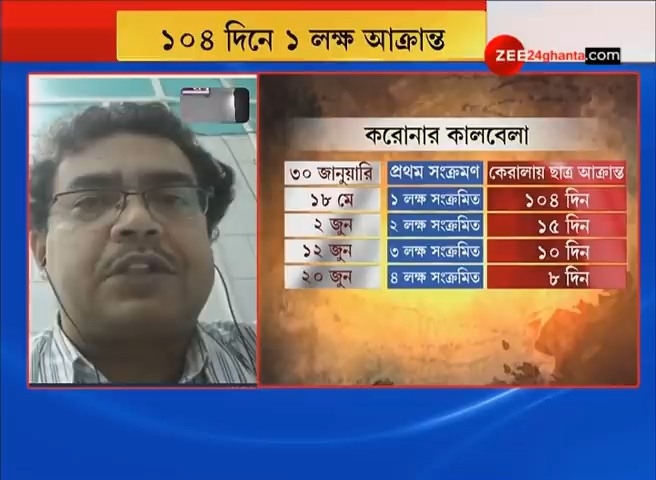 ১০৪ দিনে ১ লক্ষ আক্রান্ত
ZEE24ghanta.com
করোনার কালবেলা
৩০ জানুয়ারি প্রথম সংক্রমণ কেরালায় ছাত্র আক্রান্ত
১৮ মে ১ লক্ষ সংক্রমিত ১০৪ দিন
২ জুন ২ লক্ষ সংক্রমিত ১৫ দিন
১২ জুন ৩ লক্ষ সংক্রমিত ১০ দিন
২০ জুন ৪ লক্ষ সংক্রমিত ৮ দিন